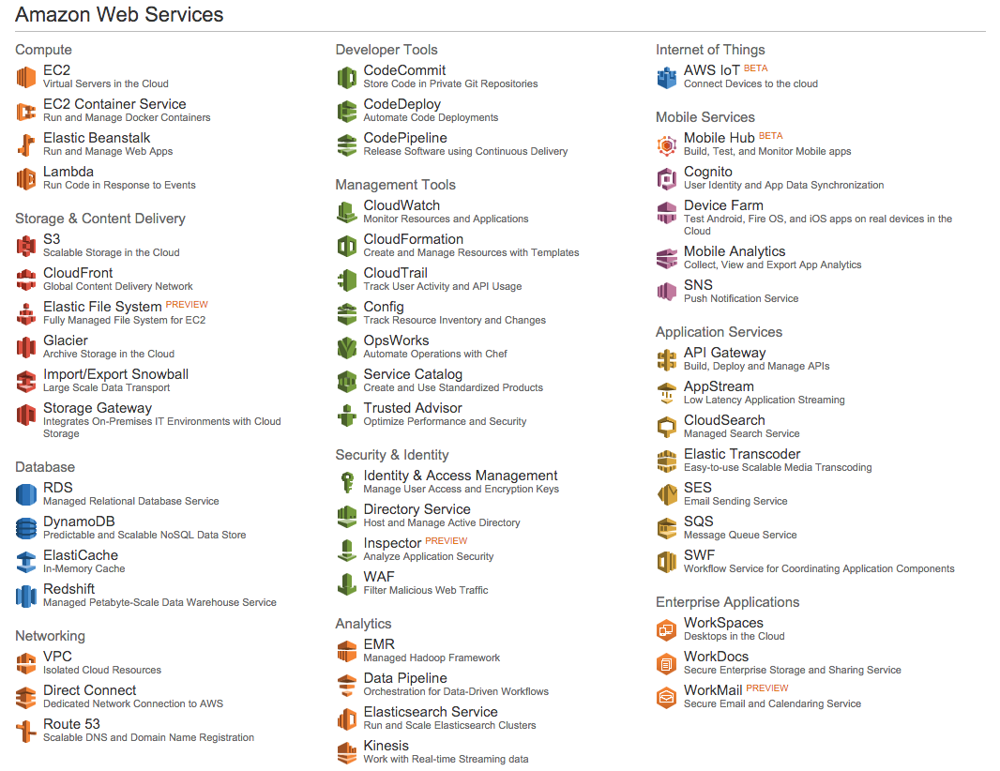 Amazon Web Services
Compute
EC2
Virtual Servers in the Cloud
EC2 Container Service
Run and Manage Docker Containers
Elastic Beanstalk
Run and Manage Web Apps
Lambda
Run Code in Response to Events
Storage & Content Delivery
S3
Scalable Storage in the Cloud
CloudFront
Global Content Delivery Network
Elastic File System PREVIEW
Fully Managed File System for EC2
Glacier
Archive Storage in the Cloud
Import/Export Snowball
Large Scale Data Transport
Storage Gateway
Integrates On-Premises IT Environments with Cloud
Storage
Database
RDS
Managed Relational Database Service
DynamoDB
Predictable and Scalable NoSQL Data Store
ElastiCache
In-Memory Cache
Redshift
Managed Petabyte-Scale Data Warehouse Service
Networking
VPC
Isolated Cloud Resources
Direct Connect
Dedicated Network Connection to AWS
Route 53
Scalable DNS and Domain Name Registration
Developer Tools
CodeCommit
Store Code in Private Git Repositories
CodeDeploy
Automate Code Deployments
CodePipeline
Release Software using Continuous Delivery
Management Tools
CloudWatch
Monitor Resources and Applications
CloudFormation
Create and Manage Resources with Templates
CloudTrail
Track User Activity and API Usage
Config
Track Resource Inventory and Changes
OpsWorks
Automate Operations with Chef
Service Catalog
Create and Use Standardized Products
Trusted Advisor
Optimize Performance and Security
Security & Identity
Identity & Access Management
Manage User Access and Encryption Keys
Directory Service
Host and Manage Active Directory
Inspector PREVIEW
Analyze Application Security
WAF
Filter Malicious Web Traffic
Analytics
EMR
Managed Hadoop Framework
Data Pipeline
Orchestration for Data-Driven Workflows
Elasticsearch Service
Run and Scale Elasticsearch Clusters
Kinesis
Work with Real-time Streaming data
Internet of Things
AWS IoT BETA
Connect Devices to the cloud
Mobile Services
Mobile Hub BETA
Build, Test, and Monitor Mobile apps
Cognito
User Identity and App Data Synchronization
Device Farm
Test Android, Fire OS, and iOS apps on real devices in the
Cloud
Mobile Analytics
Collect, View and Export App Analytics
SNS
Push Notification Service
Application Services
API Gateway
Build, Deploy and Manage APIs
AppStream
Low Latency Application Streaming
CloudSearch
Managed Search Service
Elastic Transcoder
Easy-to-use Scalable Media Transcoding
SES
Email Sending Service
SQS
Message Queue Service
SWF
Workflow Service for Coordinating Application Components
Enterprise Applications
WorkSpaces
Desktops in the Cloud
WorkDocs
Secure Enterprise Storage and Sharing Service
WorkMail PREVIEW
Secure Email and Calendaring Service